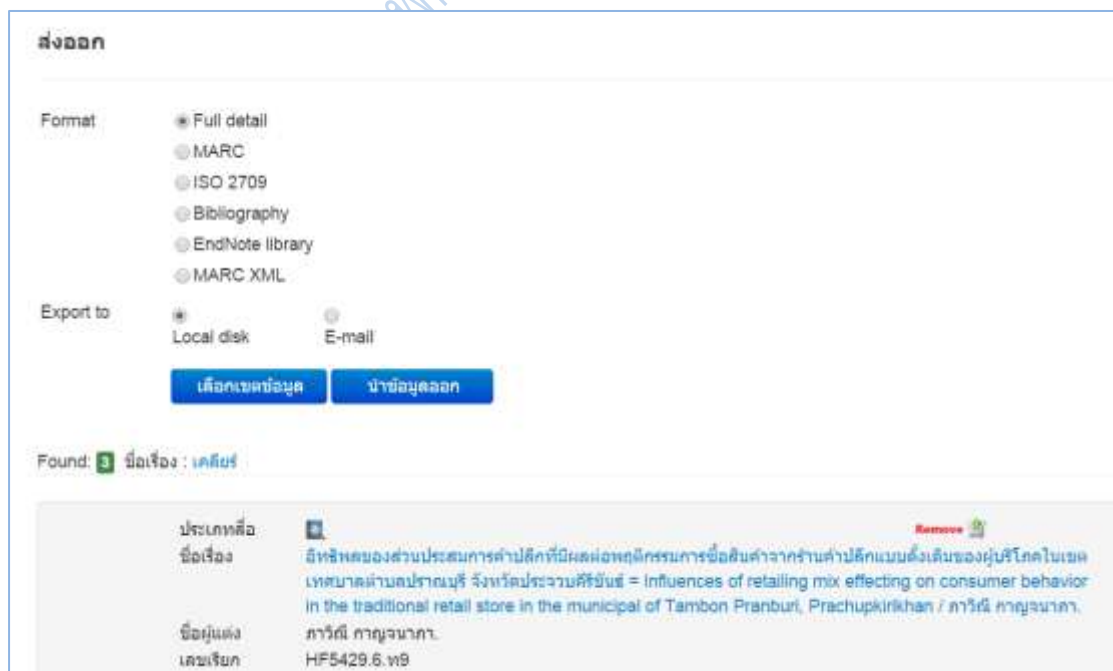 ส่งออก
Format
Full detail
MARC
ISO 2709
Bibliography
EndNote library
MARC XML
Export to
Local disk E-mail
เลือกเขตข้อมูล นำข้อมูลออก
Found: 3 ชื่อเรื่อง : เคลียร์
ประเภทสื่อ Remove
ชื่อเรื่อง อิทธิพลของส่วนประสมการค้าปลีกที่มีผลต่อพฤติกรรมการซื้อสินค้าจากร้านค้าปลีกแบบดั้งเดิมของผู้บริโภคในเขต
เทศบาลตำบลปราณบุรี จังหวัดประจวบคีรีขันธ์ = Influences of retailing mix effecting on consumer behavior
in the traditional retail store in the municipal of Tambon Pranburi, Prachupkirikhan / ภาวิณี กาญจนาภา.
ชื่อผู้แต่ง ภาวิณี กาญจนาภา.
เลขเรียก HF5429.6.ท9